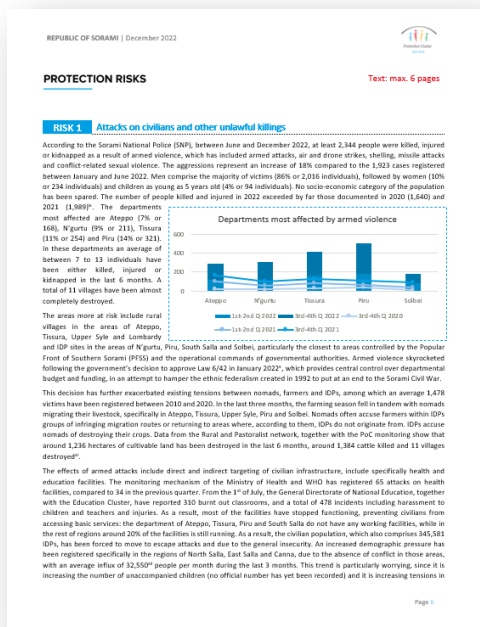 REPUBLIC OF SORAMI | December 2022
Protection Cluster
PROTECTION RISKS
Text: max. 6 pages
RISK 1 Attacks on civilians and other unlawful killings
According to the Sorami National Police (SNP), between June and December 2022, at least 2,344 people were killed, injured
or kidnapped as a result of armed violence, which has included armed attacks, air and drone strikes, shelling, missile attacks
and conflict-related sexual violence. The aggressions represent an increase of 18% compared to the 1,923 cases registered
between January and June 2022. Men comprise the majority of victims (86% or 2,016 individuals), followed by women (10%
or 234 individuals) and children as young as 5 years old (4% or 94 individuals). No socio-economic category of the population
has been spared. The number of people killed and injured in 2022 exceeded by far those documented in 2020 (1,640) and
2021 (1,989). The departments
most affected are Ateppo (7% or
168), N'gurtu (9% or 211), Tissura
(11% or 254) and Piru (14% or 321).
In these departments an average of
between 7 to 13 individuals have
been either killed, injured or
kidnapped in the last 6 months. A
total of 11 villages have been almost
completely destroyed.
Departments most affected by armed violence
600
400
200
0
Ateppo N'gurtu Tissura Piru Solbei
1st-2nd Q 2022 3rd-4th Q, 2022 3rd-4th Q 2020
1st-2nd Q 2021 3rd-4th Q, 2021
The areas more at risk include rural
villages in the areas of Ateppo,
Tissura, Upper Syle and Lombardy
and IDP sites in the areas of N'gurtu, Piru, South Salla and Solbei, particularly the closest to areas controlled by the Popular
Front of Southern Sorami (PFSS) and the operational commands of governmental authorities. Armed violence skyrocketed
following the government's decision to approve Law 6/42 in January 2022, which provides central control over departmental
budget and funding, in an attempt to hamper the ethnic federalism created in 1992 to put at an end to the Sorami Civil War.
This decision has further exacerbated existing tensions between nomads, farmers and IDPs, among which an average 1,478
victims have been registered between 2010 and 2020. In the last three months, the farming season fell in tandem with nomads
migrating their livestock, specifically in Ateppo, Tissura, Upper Syle, Piru and Solbei. Nomads often accuse farmers within IDPs
groups of infringing migration routes or returning to areas where, according to them, IDPs do not originate from. IDPs accuse
nomads of destroying their crops. Data from the Rural and Pastoralist network, together with the PoC monitoring show that
around 1,236 hectares of cultivable land has been destroyed in the last 6 months, around 1,384 cattle killed and 11 villages
destroyed.
The effects of armed attacks include direct and indirect targeting of civilian infrastructure, include specifically health and
education facilities. The monitoring mechanism of the Ministry of Health and WHO has registered 65 attacks on health
facilities, compared to 34 in the previous quarter. From the 1st of July, the General Directorate of National Education, together
with the Education Cluster, have reported 310 burnt out classrooms, and a total of 478 incidents including harassment to
children and teachers and injuries. As a result, most of the facilities have stopped functioning, preventing civilians from
accessing basic services: the department of Ateppo, Tissura, Piru and South Salla do not have any working facilities, while in
the rest of regions around 20% of the facilities is still running. As a result, the civilian population, which also comprises 345,581
IDPs, has been forced to move to escape attacks and due to the general insecurity. An increased demographic pressure has
been registered specifically in the regions of North Salla, East Salla and Canna, due to the absence of conflict in those areas,
with an average influx of 32,550 people per month during the last 3 months. This trend is particularly worrying, since it is
increasing the number of unaccompanied children (no official number has yet been recorded) and it is increasing tensions in
Page 6